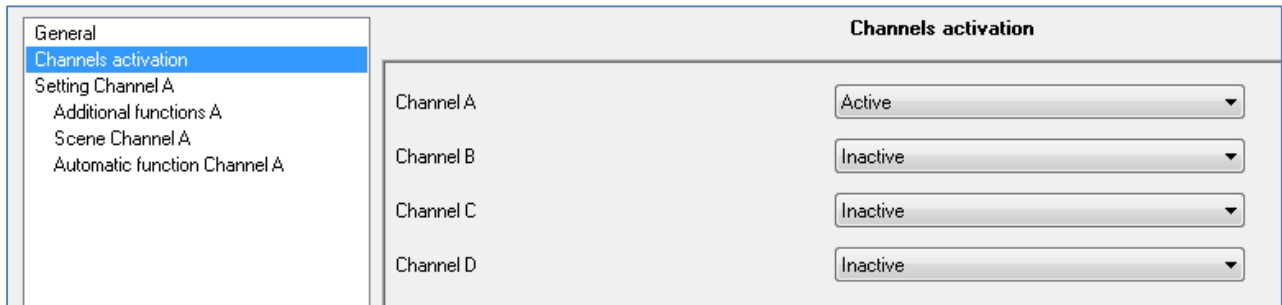 General
Channels activation
Setting Channel A
Additional functions A
Scene Channel A
Automatic function Channel A
Channels activation
Channel A Active
Channel B Inactive
Channel C Inactive
Channel D Inactive